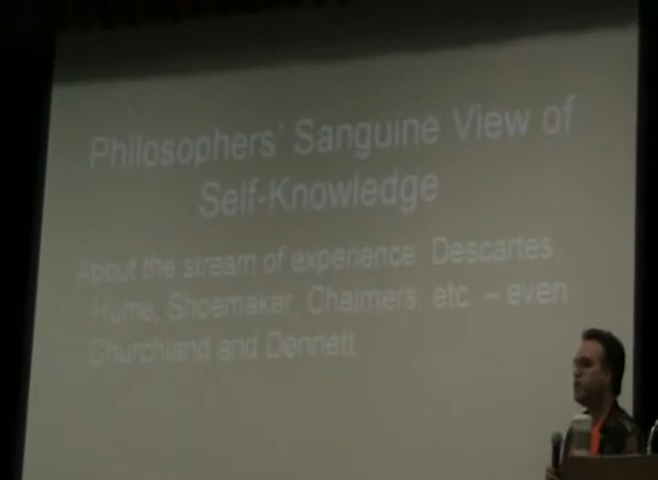 Philosophers' Sanguine View of
Self-Knowledge
About the stream of experience: Descartes,
Hume, Shoemaker, Chalmers, etc – even
Churchland and Dennett.